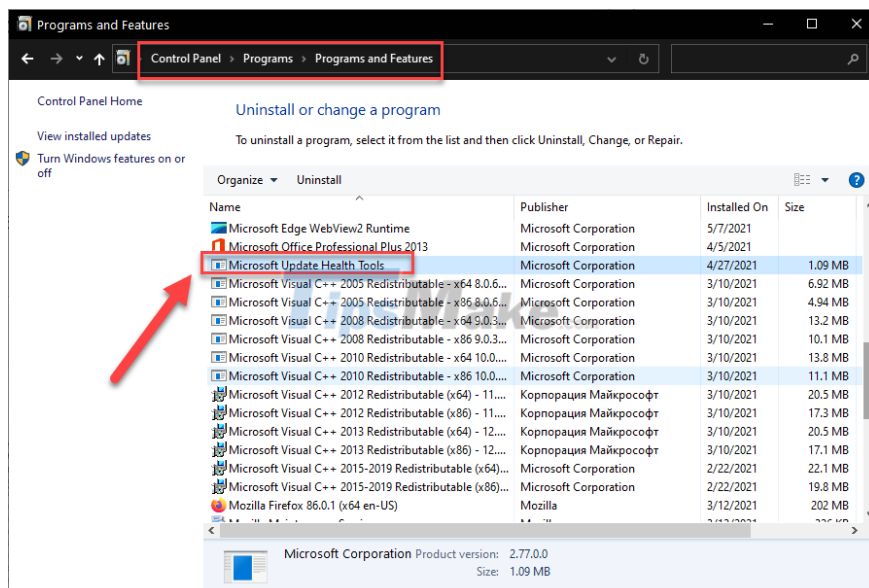 Programs and Features
Control Panel > Programs > Programs and Features
Control Panel Home
View installed updates
Turn Windows features on or
off
Uninstall or change a program
To uninstall a program, select it from the list and then click Uninstall, Change, or Repair.
Organize Uninstall
Name Publisher Installed On Size
Microsoft Edge WebView2 Runtime Microsoft Corporation 5/7/2021
Microsoft Office Professional Plus 2013 Microsoft Corporation 4/5/2021
Microsoft Update Health Tools Microsoft Corporation 4/27/2021 1.09 MB
Microsoft Visual C++ 2005 Redistributable - x64 8.0.6... Microsoft Corporation 3/10/2021 6.92 MB
Microsoft Visual C++ 2005 Redistributable - x86 8.0.6... Microsoft Corporation 3/10/2021 4.94 MB
Microsoft Visual C++ 2008 Redistributable - x64 9.0.3... Microsoft Corporation 3/10/2021 13.2 MB
Microsoft Visual C++ 2008 Redistributable - x86 9.0.3... Microsoft Corporation 3/10/2021 10.1 MB
Microsoft Visual C++ 2010 Redistributable - x64 10.0... Microsoft Corporation 3/10/2021 13.8 MB
Microsoft Visual C++ 2010 Redistributable - x86 10.0.... Microsoft Corporation 3/10/2021 11.1 MB
Microsoft Visual C++ 2012 Redistributable (x64) - 11.... Корпорация Майкрософт 3/10/2021 20.5 MB
Microsoft Visual C++ 2012 Redistributable (x86) - 11.... Корпорация Майкрософт 3/10/2021 17.3 MB
Microsoft Visual C++ 2013 Redistributable (x64) - 12.... Корпорация Майкрософт 3/10/2021 20.5 MB
Microsoft Visual C++ 2013 Redistributable (x86) - 12.... Корпорация Майкрософт 3/10/2021 17.1 MB
Microsoft Visual C++ 2015-2019 Redistributable (x64)... Microsoft Corporation 2/22/2021 22.1 MB
Microsoft Visual C++ 2015-2019 Redistributable (x86)... Microsoft Corporation 2/22/2021 19.8 MB
Mozilla Firefox 86.0.1 (x64 en-US) Mozilla 3/12/2021 202 MB
Microsoft Corporation Product version: 2.77.0.0
Size: 1.09 MB
TipsMake.com